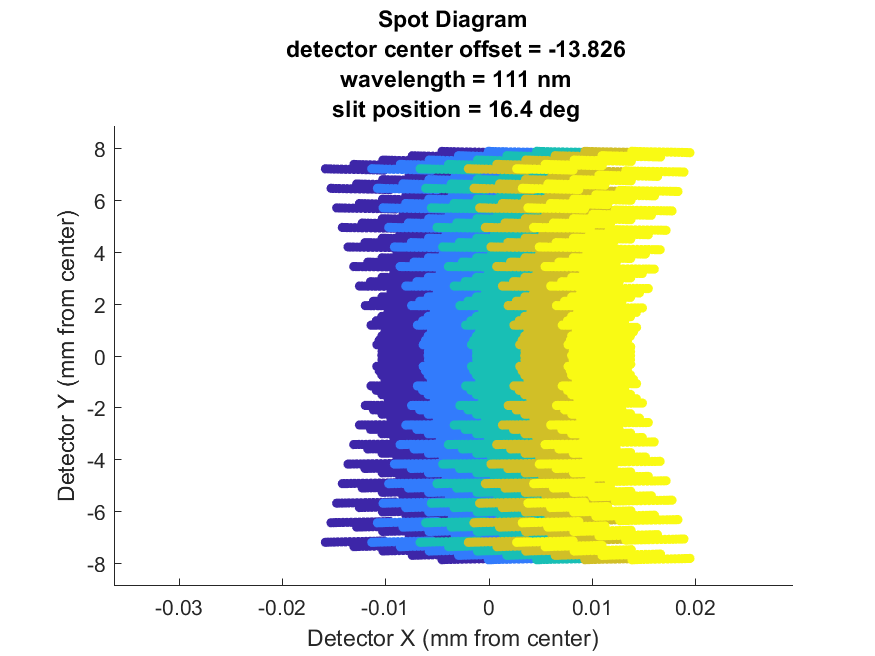 Spot Diagram
detector center offset = -13.826
wavelength = 111 nm
slit position = 16.4 deg
8
6
4
2
0
-2
-4
-6
-8
Detector Y (mm from center)
-0.03
-0.02
-0.01
0
0.01
0.02
Detector X (mm from center)